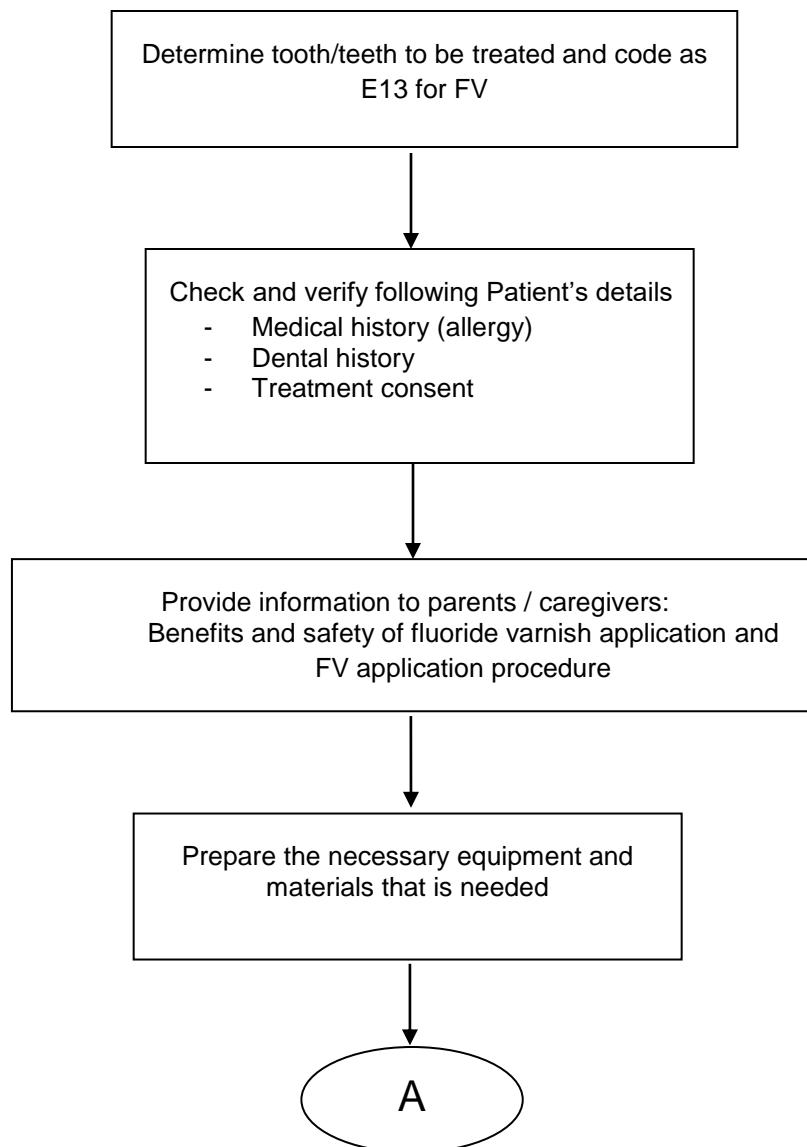 Determine tooth/teeth to be treated and code as
E13 for FV
Check and verify following Patient's details
- Medical history (allergy)
- Dental history
- Treatment consent
Provide information to parents / caregivers:
Benefits and safety of fluoride varnish application and
FV application procedure
Prepare the necessary equipment and
materials that is needed
A